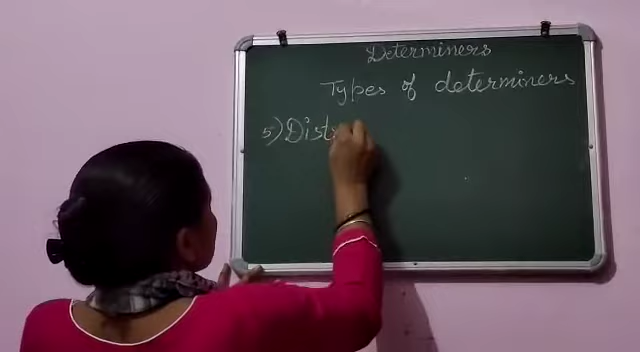 Determiners
Types of determiners
5) Dist